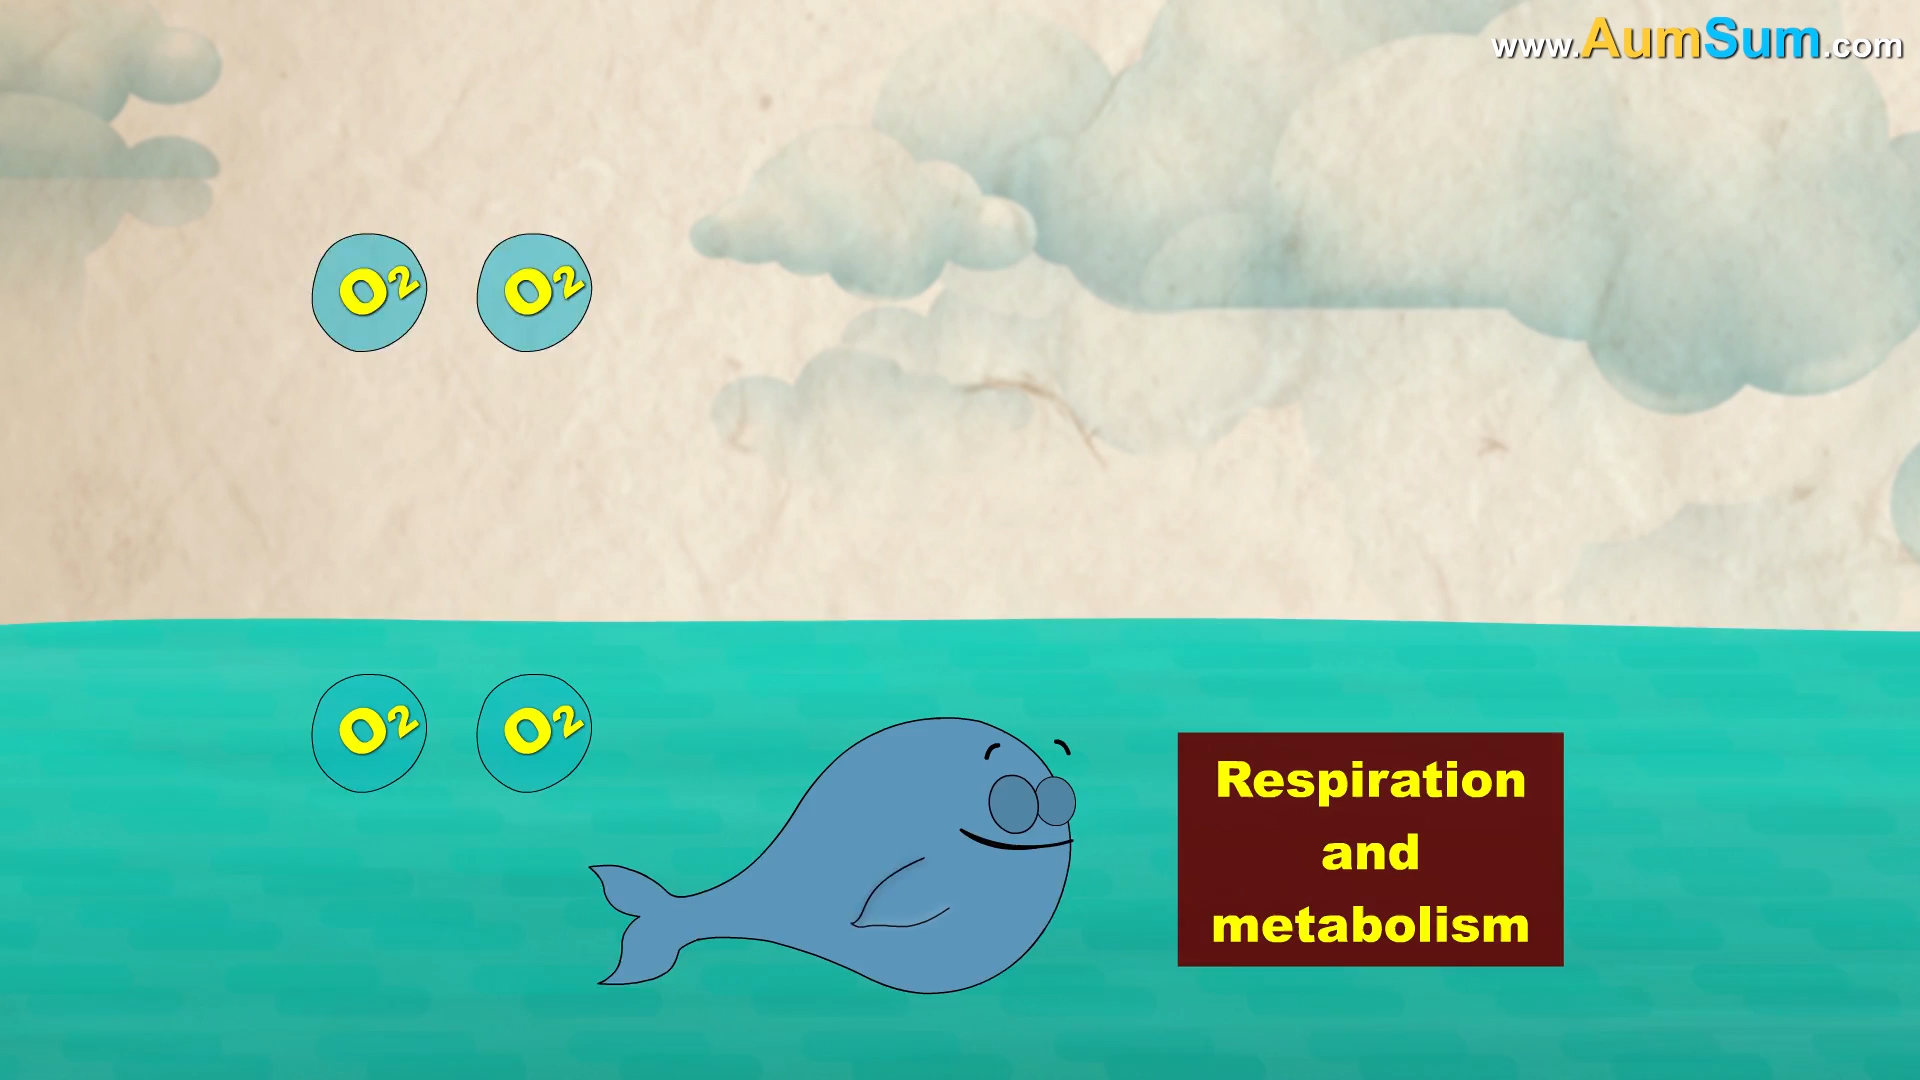 www.AumSum.com
O2 O2
O2 O2
Respiration
and
metabolism